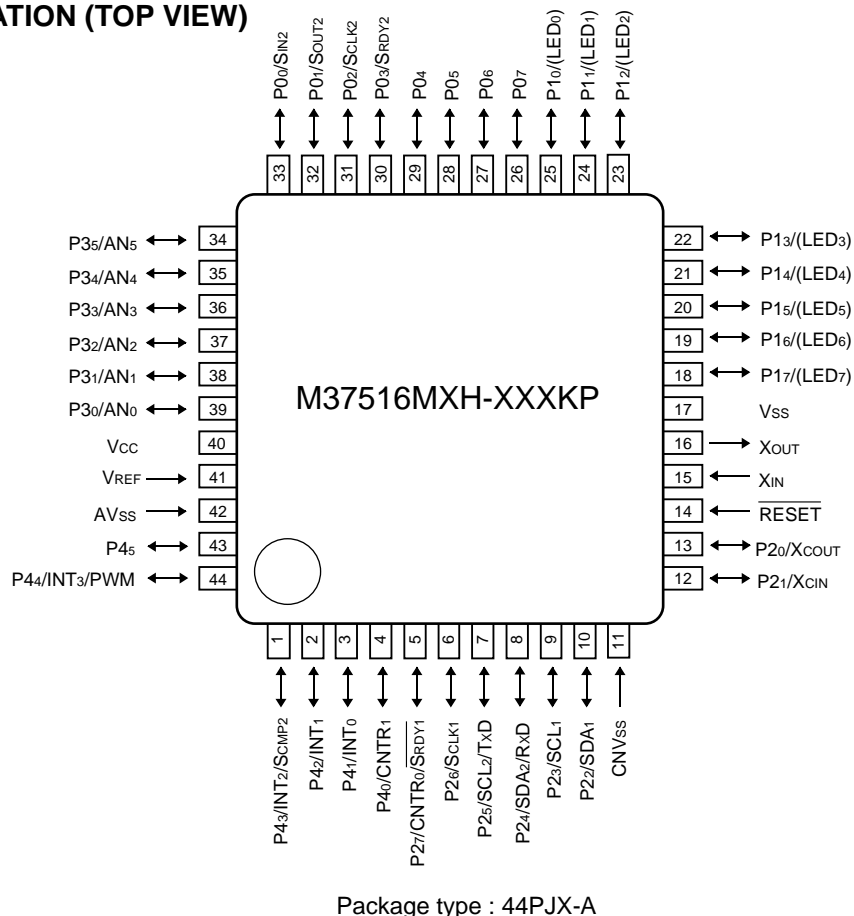 ATION (TOP VIEW)
P00/SIN2
P01/SOUT2
P02/SCLK2
P03/SRDY2
P04
P05
P06
P07
P10/(LED0)
P11/(LED1)
P12/(LED2)
33
32
31
30
29
28
27
26
25
24
23
P35/AN5
34
P34/AN4
35
P33/AN3
36
P32/AN2
37
P31/AN1
38
P30/AN0
39
VCC
40
VREF
41
AVSS
42
P45
43
P44/INT3/PWM
44
M37516MXH-XXXKP
22
P13/(LED3)
21
P14/(LED4)
20
P15/(LED5)
19
P16/(LED6)
18
P17/(LED7)
17
VSS
16
XOUT
15
XIN
14
RESET
13
P20/XCOUT
12
P21/XCIN
1
2
3
4
5
6
7
8
9
10
11
P43/INT2/SCMP2
P42/INT1
P41/INT0
P40/CNTR1
P27/CNTR0/SRDY1
P26/SCLK1
P25/SCL2/TxD
P24/SDA2/RxD
P23/SCL1
P22/SDA1
CNVSS
Package type : 44PJX-A